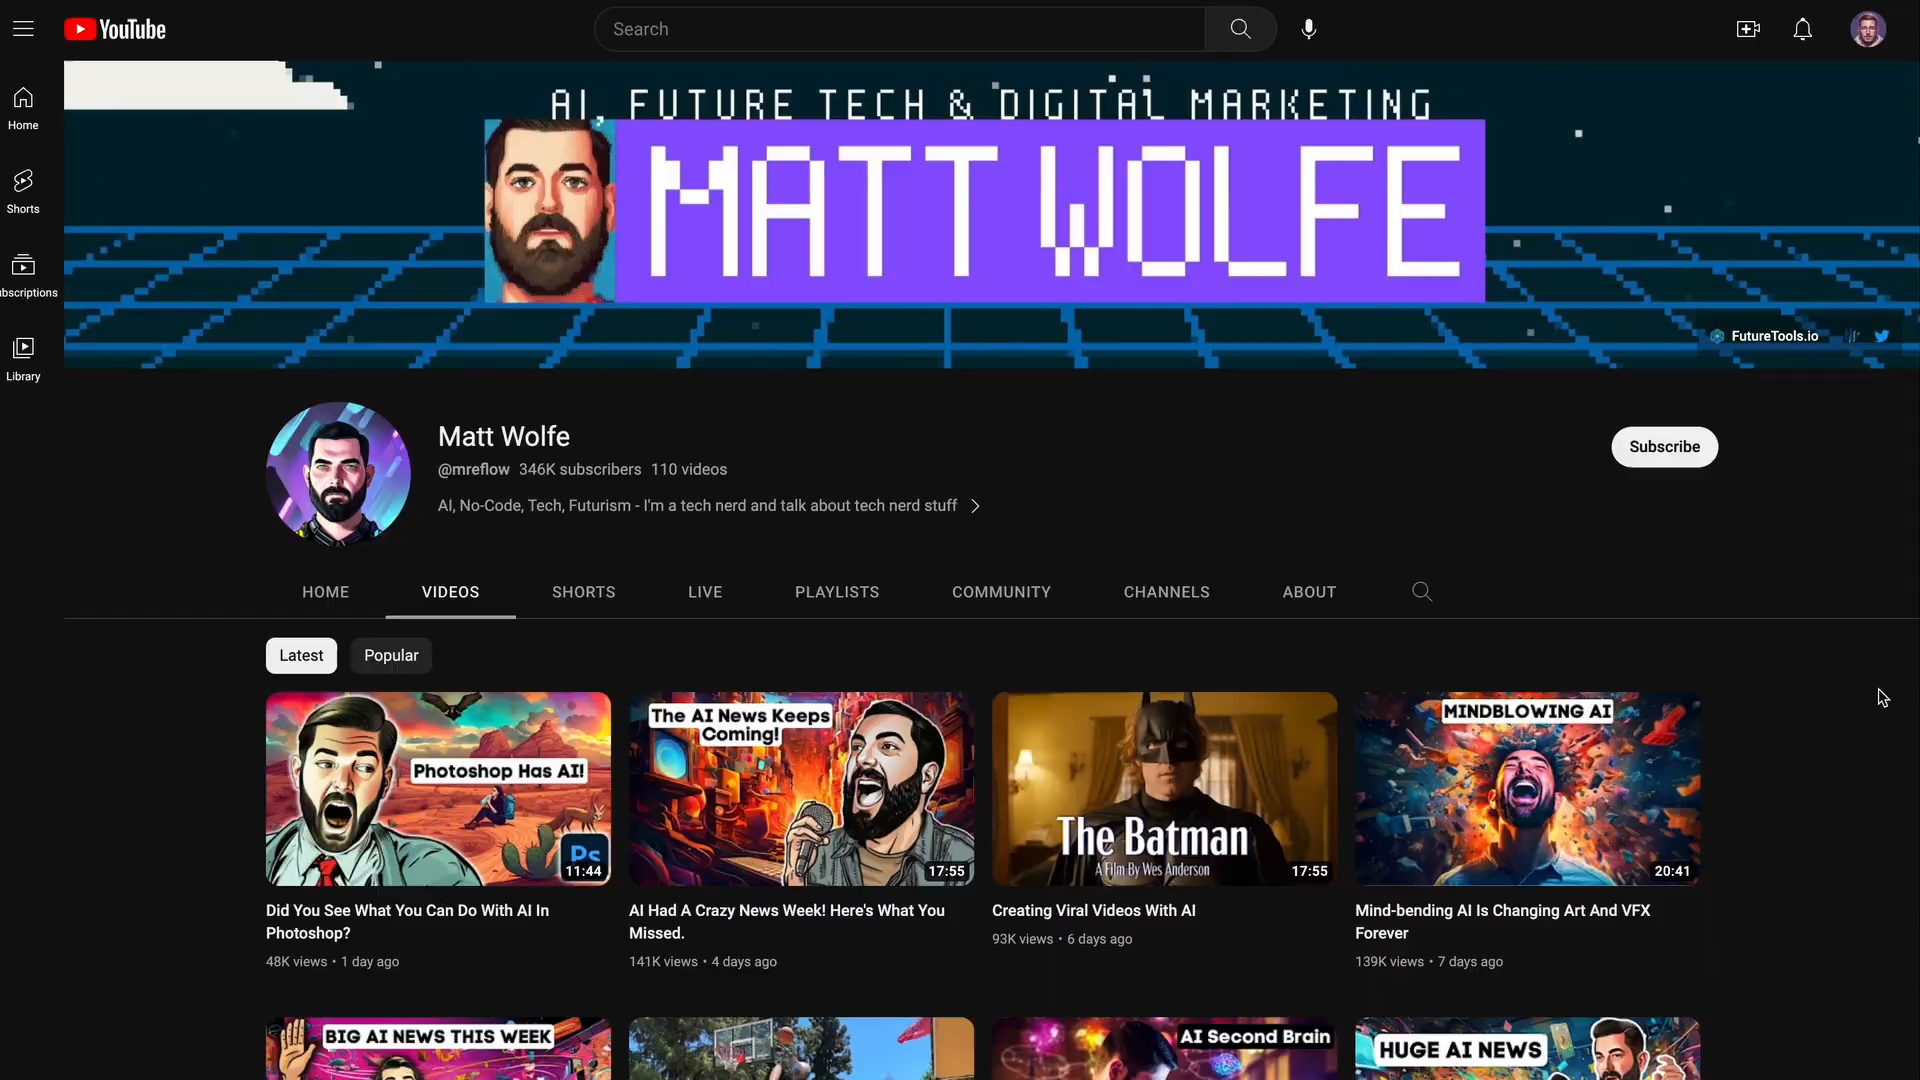 YouTube
Search
Home
Shorts
bscriptions
Library
AI, FUTURE TECH & DIGITAL MARKETING
MATT WOLFE
FutureTools.io
Matt Wolfe
@mreflow 346K subscribers 110 videos
AI, No-Code, Tech, Futurism - I'm a tech nerd and talk about tech nerd stuff
Subscribe
HOME VIDEOS SHORTS LIVE PLAYLISTS COMMUNITY CHANNELS ABOUT
Latest Popular
Photoshop Has AI!
Ps
11:44
Did You See What You Can Do With AI In
Photoshop?
48K views • 1 day ago
The AI News Keeps
Coming!
17:55
AI Had A Crazy News Week! Here's What You
Missed.
141K views • 4 days ago
The Batman
A Film By Wes Anderson
17:55
Creating Viral Videos With AI
93K views • 6 days ago
MINDBLOWING AI
20:41
Mind-bending AI Is Changing Art And VFX
Forever
139K views • 7 days ago
BIG AI NEWS THIS WEEK
AI Second Brain
HUGE AI NEWS